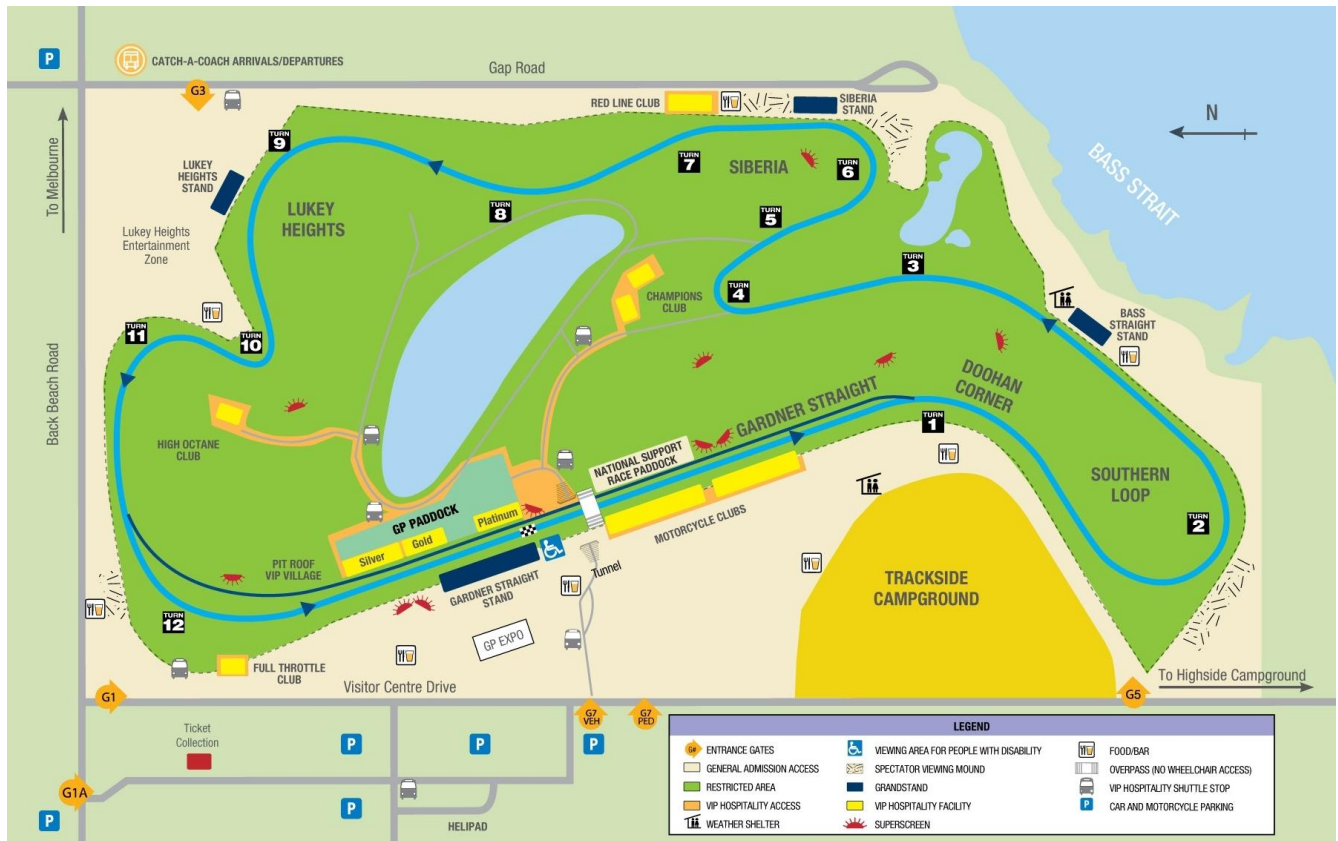 P
CATCH-A-COACH ARRIVALS/DEPARTURES
Gap Road
G3
To Melbourne
RED LINE CLUB
SIBERIA
STAND
N
BASS STRAIT
TURN
9
LUKEY
HEIGHTS
STAND
LUKEY
HEIGHTS
Lukey Heights
Entertainment
Zone
TURN
8
TURN
7
SIBERIA
TURN
6
TURN
5
TURN
4
TURN
3
CHAMPIONS
CLUB
BASS
STRAIGHT
STAND
TURN
11
TURN
10
Back Beach Road
HIGH OCTANE
CLUB
DOOHAN
CORNER
GARDNER STRAIGHT
TURN
1
NATIONAL SUPPORT
RACE PADDOCK
SOUTHERN
LOOP
TURN
2
GP PADDOCK
Platinum
Gold
Silver
MOTORCYCLE CLUBS
PIT ROOF
VIP VILLAGE
GARDNER STRAIGHT
STAND
Tunnel
TRACKSIDE
CAMPGROUND
TURN
12
GP EXPO
FULL THROTTLE
CLUB
Visitor Centre Drive
To Highside Campground
G1
G5
G7
VEH
G7
PED
Ticket
Collection
P
P
P
G1A
P
P
HELIPAD
LEGEND
G#
ENTRANCE GATES
GENERAL ADMISSION ACCESS
RESTRICTED AREA
VIP HOSPITALITY ACCESS
WEATHER SHELTER
VIEWING AREA FOR PEOPLE WITH DISABILITY
SPECTATOR VIEWING MOUND
GRANDSTAND
VIP HOSPITALITY FACILITY
SUPERSCREEN
FOOD/BAR
OVERPASS (NO WHEELCHAIR ACCESS)
VIP HOSPITALITY SHUTTLE STOP
P
CAR AND MOTORCYCLE PARKING